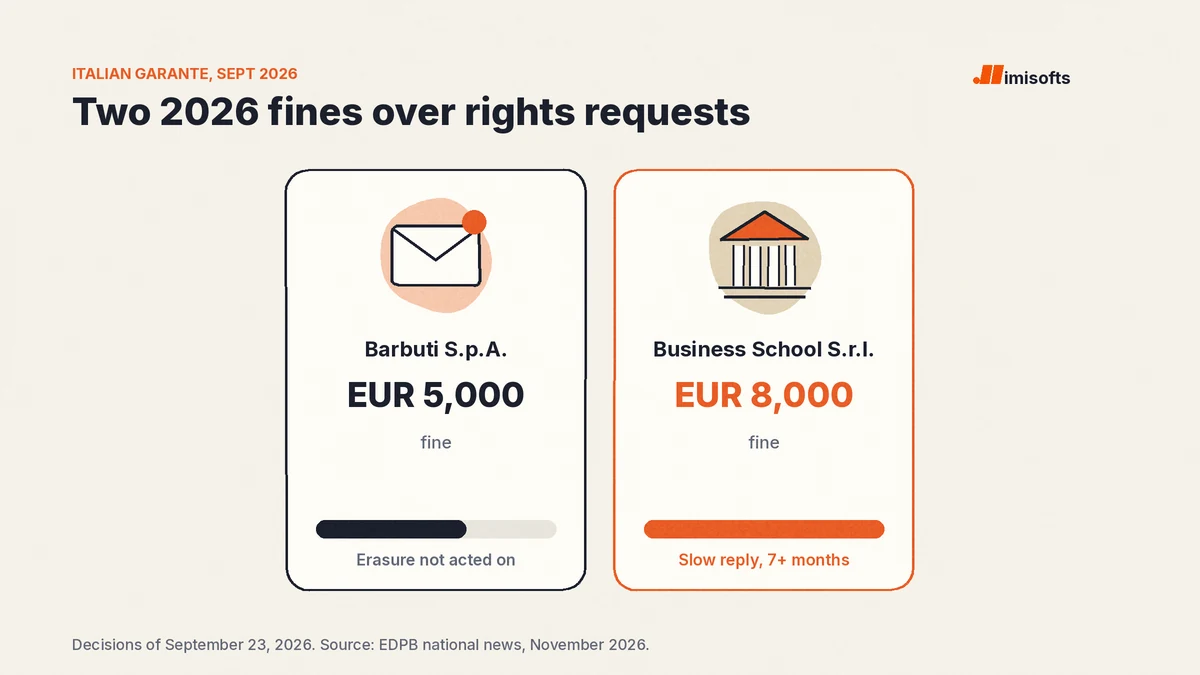 ITALIAN GARANTE, SEPT 2026
imisofts
Two 2026 fines over rights requests
Barbuti S.p.A.
EUR 5,000
fine
Erasure not acted on
Business School S.r.l.
EUR 8,000
fine
Slow reply, 7+ months
Decisions of September 23, 2026. Source: EDPB national news, November 2026.